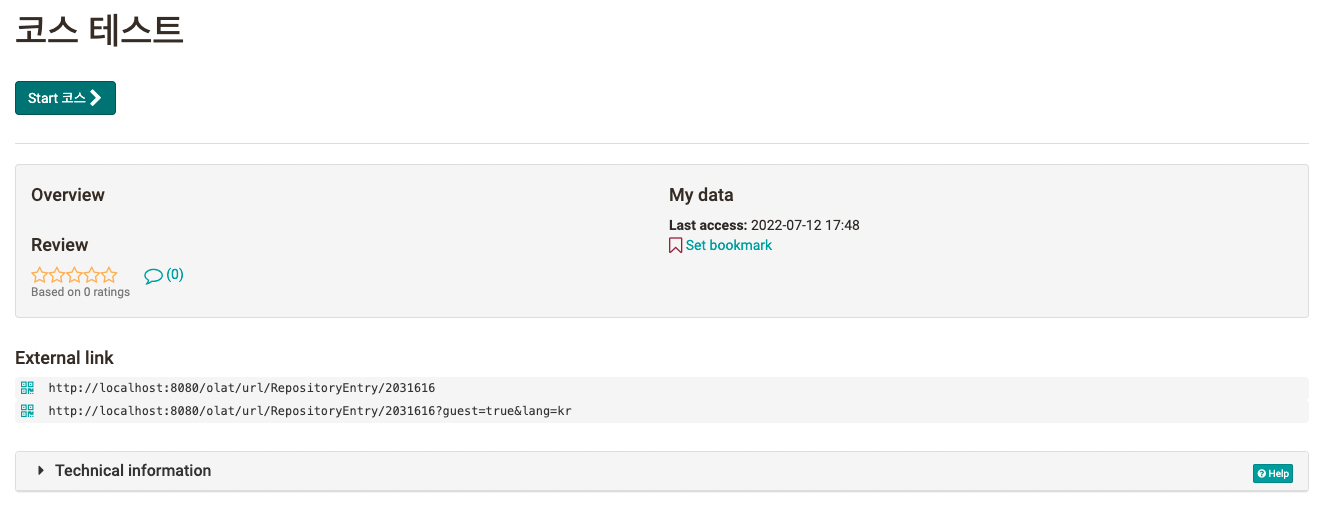 코스 테스트
Start 코스
Overview
Review
(0)
Based on 0 ratings
My data
Last access: 2022-07-12 17:48
Set bookmark
External link
http://localhost:8080/olat/url/RepositoryEntry/2031616
http://localhost:8080/olat/url/RepositoryEntry/2031616?guest=true&lang=kr
Technical information
Help